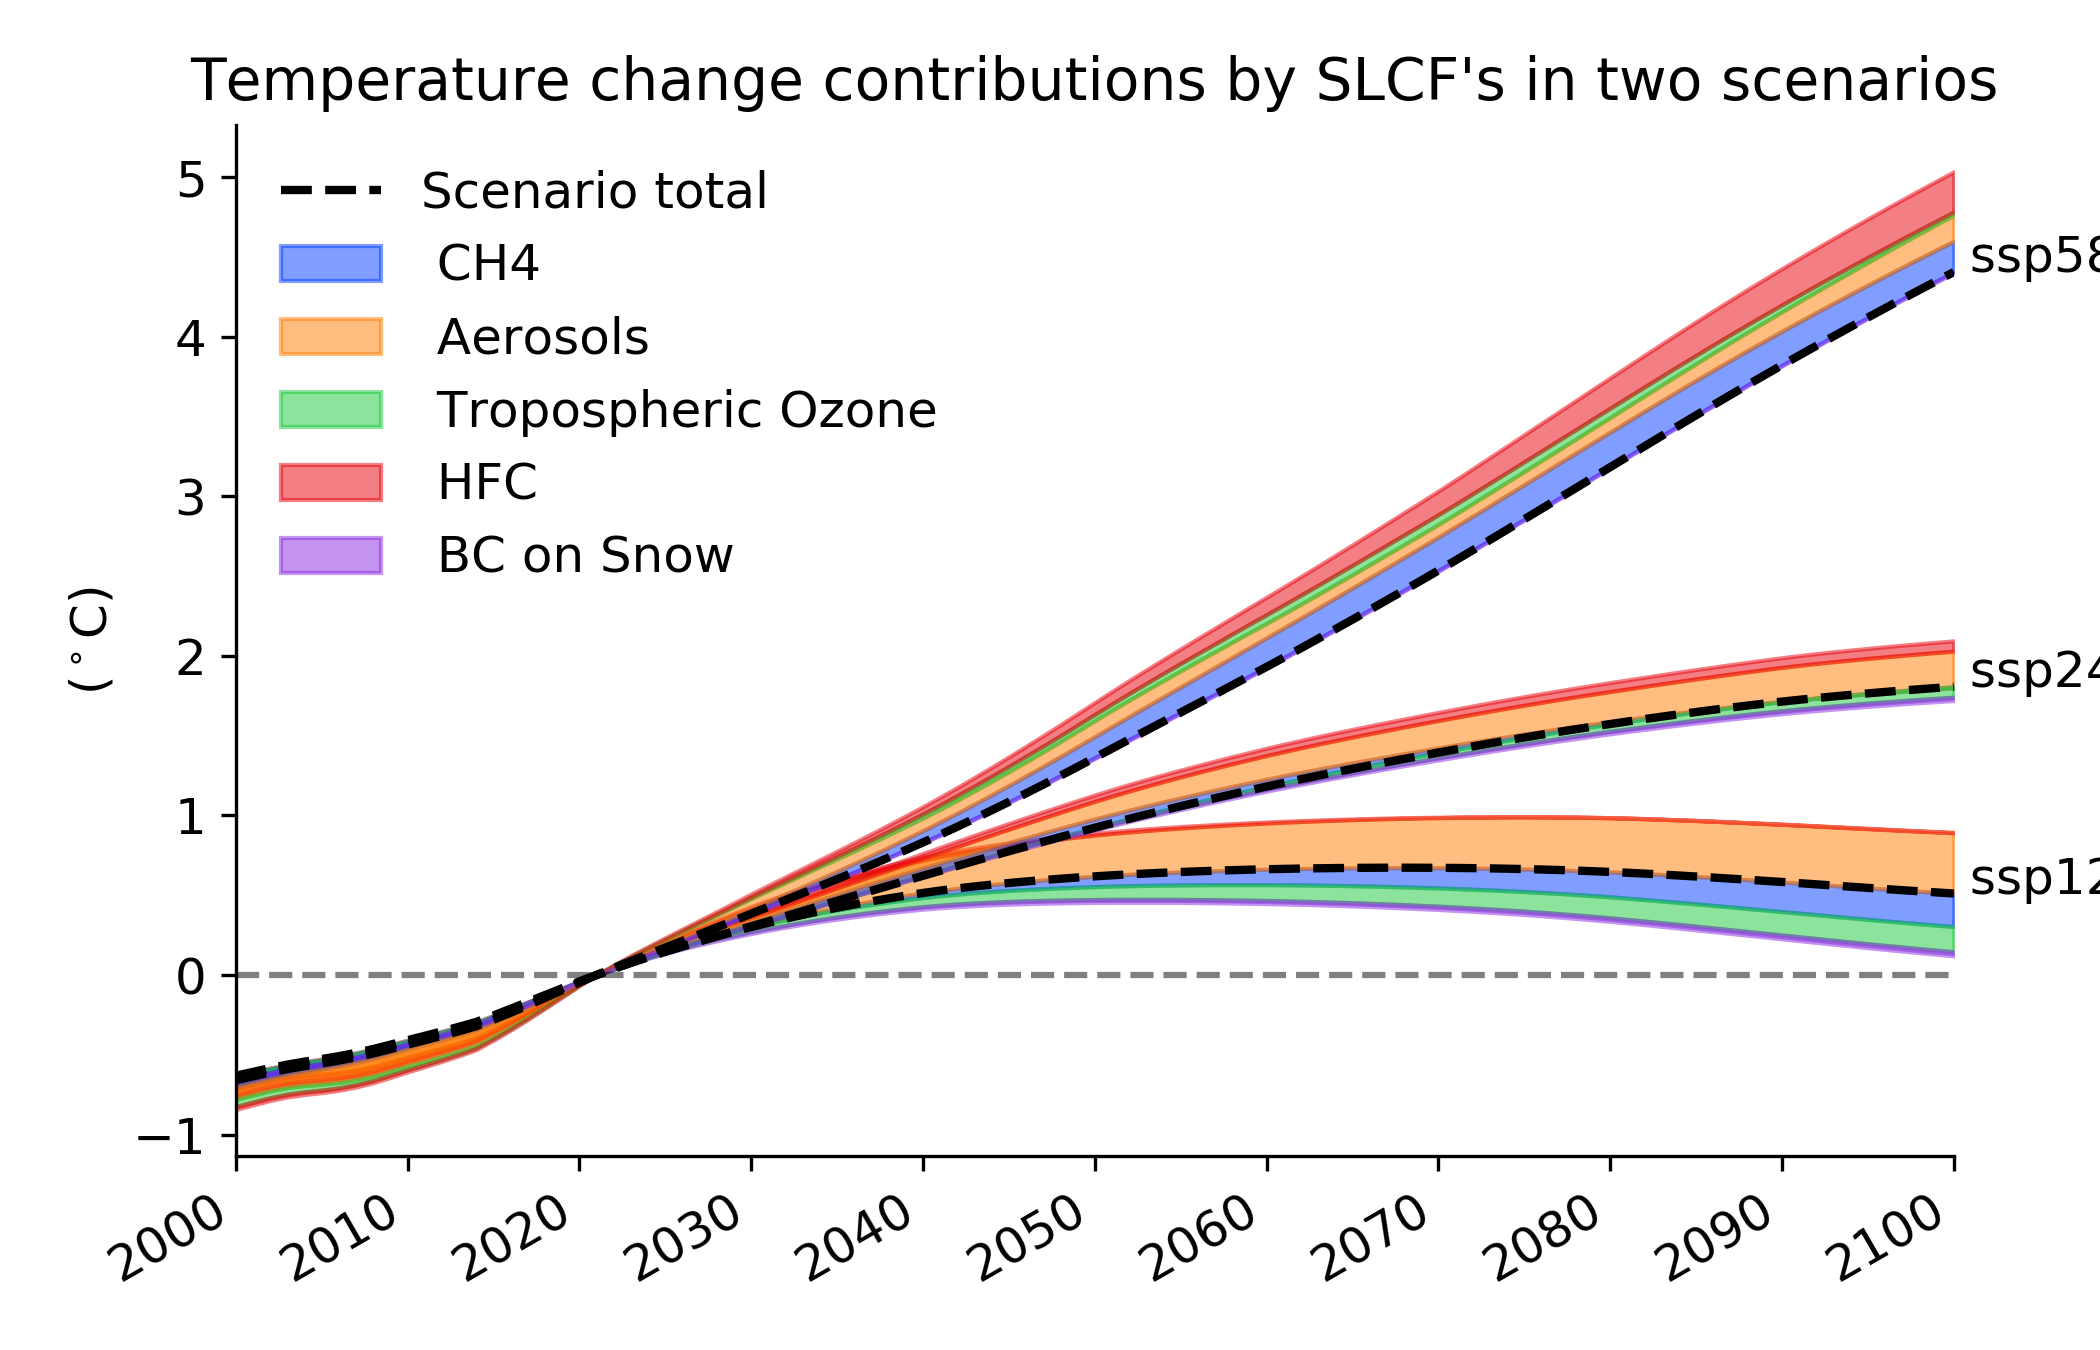 Temperature change contributions by SLCF's in two scenarios
Scenario total
CH4
Aerosols
Tropospheric Ozone
HFC
BC on Snow
(°C)
5
4
3
2
1
0
−1
2000
2010
2020
2030
2040
2050
2060
2070
2080
2090
2100
ssp58
ssp24
ssp12